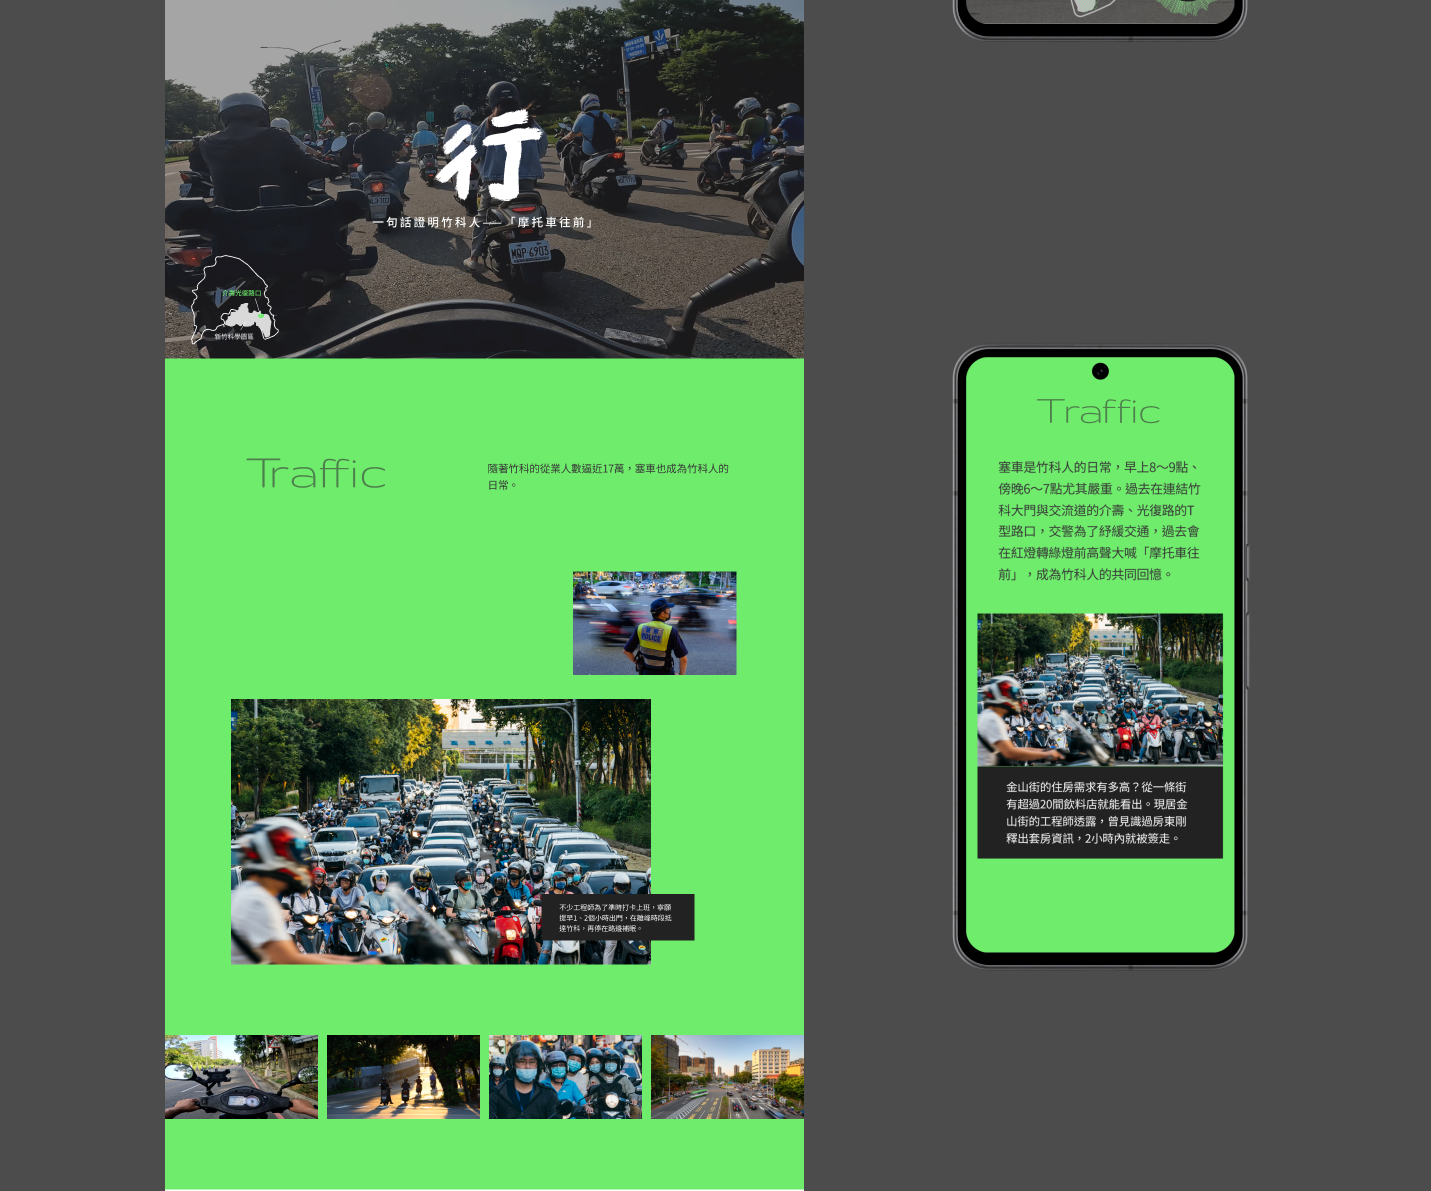 行
一句話證明竹科人——「摩托車往前」
MQP-6903
介壽光復路口
新竹科學園區
Traffic
隨著竹科的從業人數逼近17萬，塞車也成為竹科人的
日常。
POLICE
不少工程師為了準時打卡上班，寧願
提早1、2個小時出門，在離峰時段抵
達竹科，再停在路邊補眠。
Traffic
塞車是竹科人的日常，早上8～9點、
傍晚6～7點尤其嚴重。過去在連結竹
科大門與交流道的介壽、光復路的T
型路口，交警為了紓緩交通，過去會
在紅燈轉綠燈前高聲大喊「摩托車往
前」，成為竹科人的共同回憶。
金山街的住房需求有多高？從一條街
有超過20間飲料店就能看出。現居金
山街的工程師透露，曾見識過房東剛
釋出套房資訊，2小時內就被簽走。